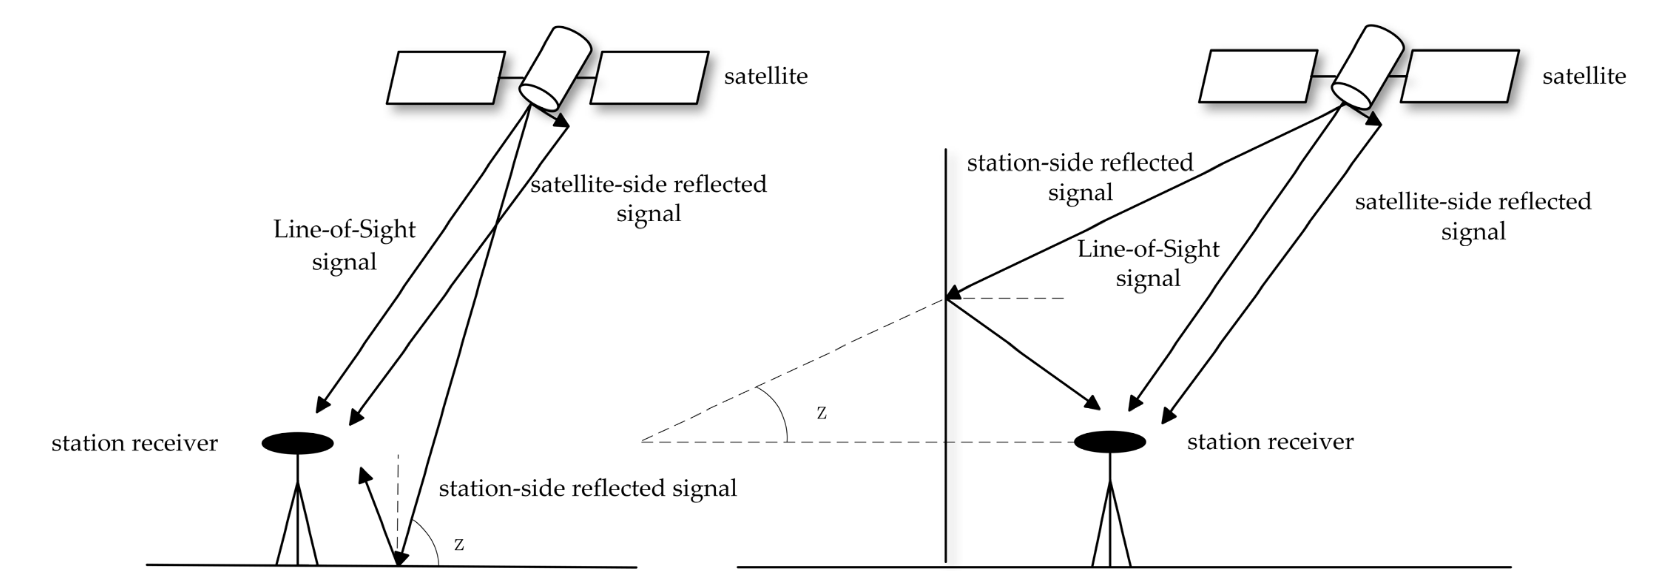 satellite
satellite-side reflected
signal
Line-of-Sight
signal
station receiver
station-side reflected signal
z
satellite
station-side reflected
signal
satellite-side reflected
signal
Line-of-Sight
signal
z
station receiver